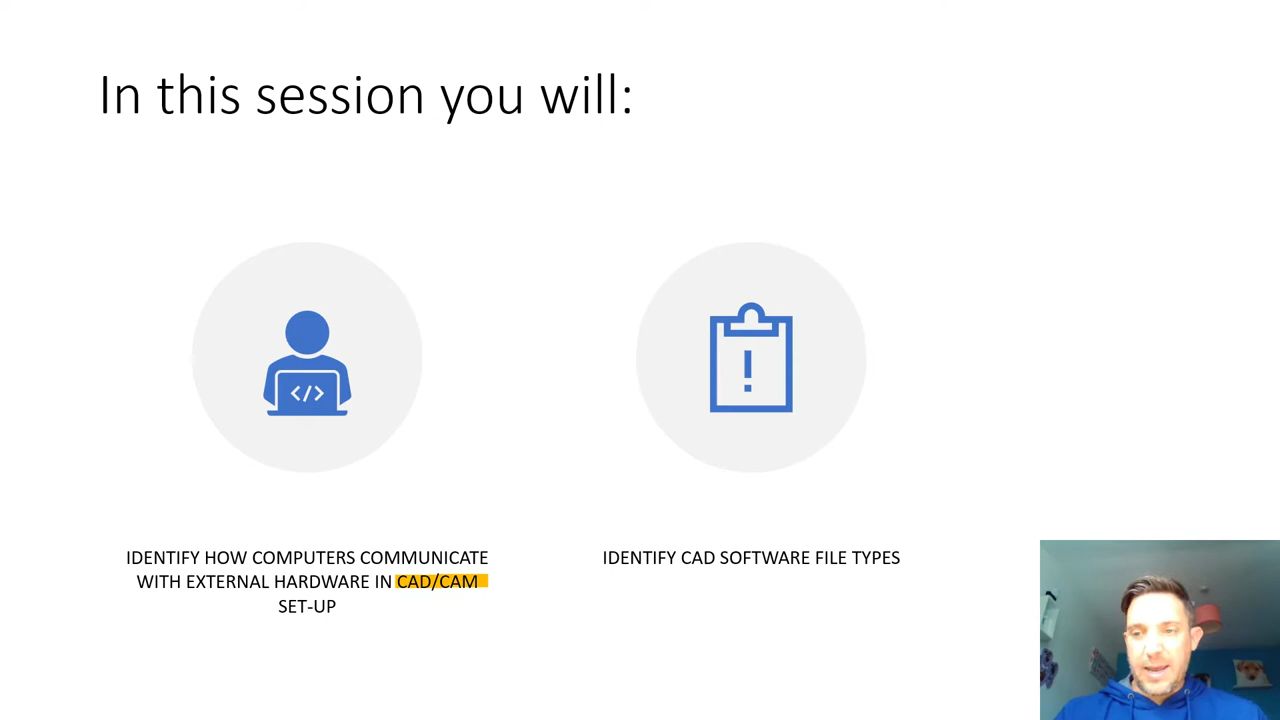 In this session you will:
</>
IDENTIFY HOW COMPUTERS COMMUNICATE
WITH EXTERNAL HARDWARE IN CAD/CAM
SET-UP
!
IDENTIFY CAD SOFTWARE FILE TYPES